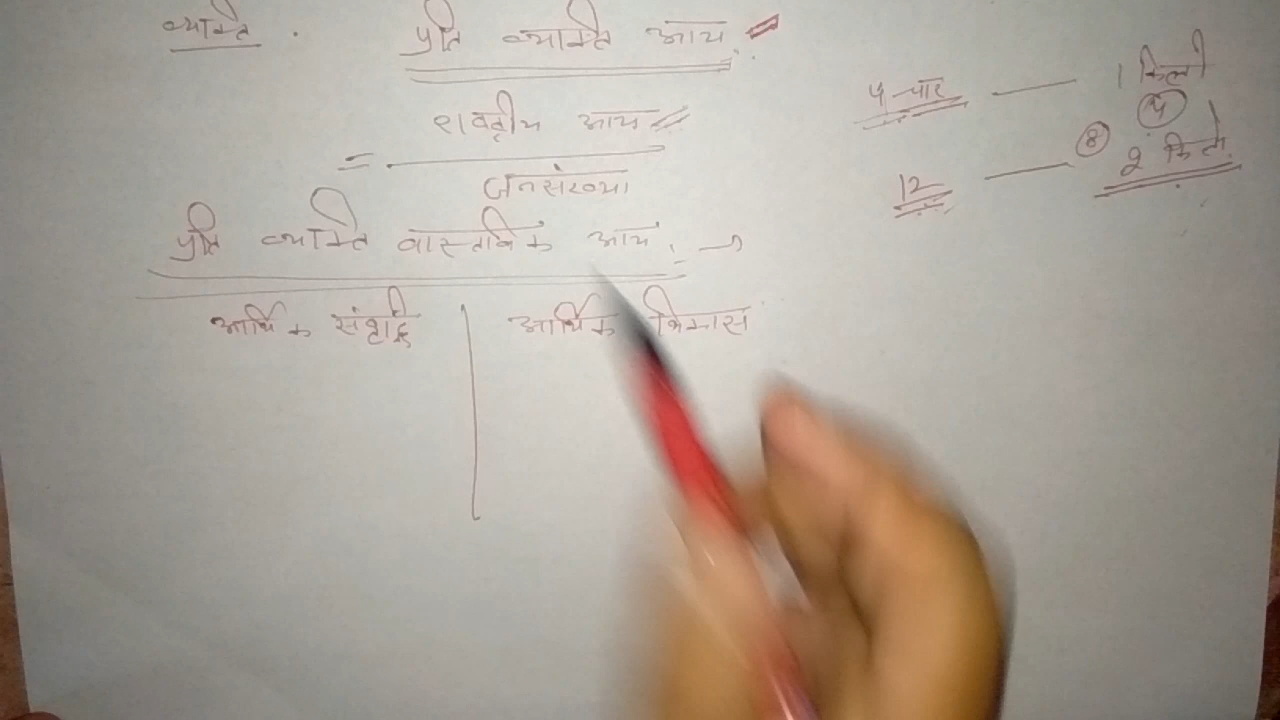 व्यक्ति . प्रति व्यक्ति आय
= राष्ट्रीय आय
जनसंख्या
प्रति व्यक्ति वास्तविक आय
आर्थिक संवृद्धि | आर्थिक विकास
4 चार — 1 किलो
4
12 — 8 2 किलो